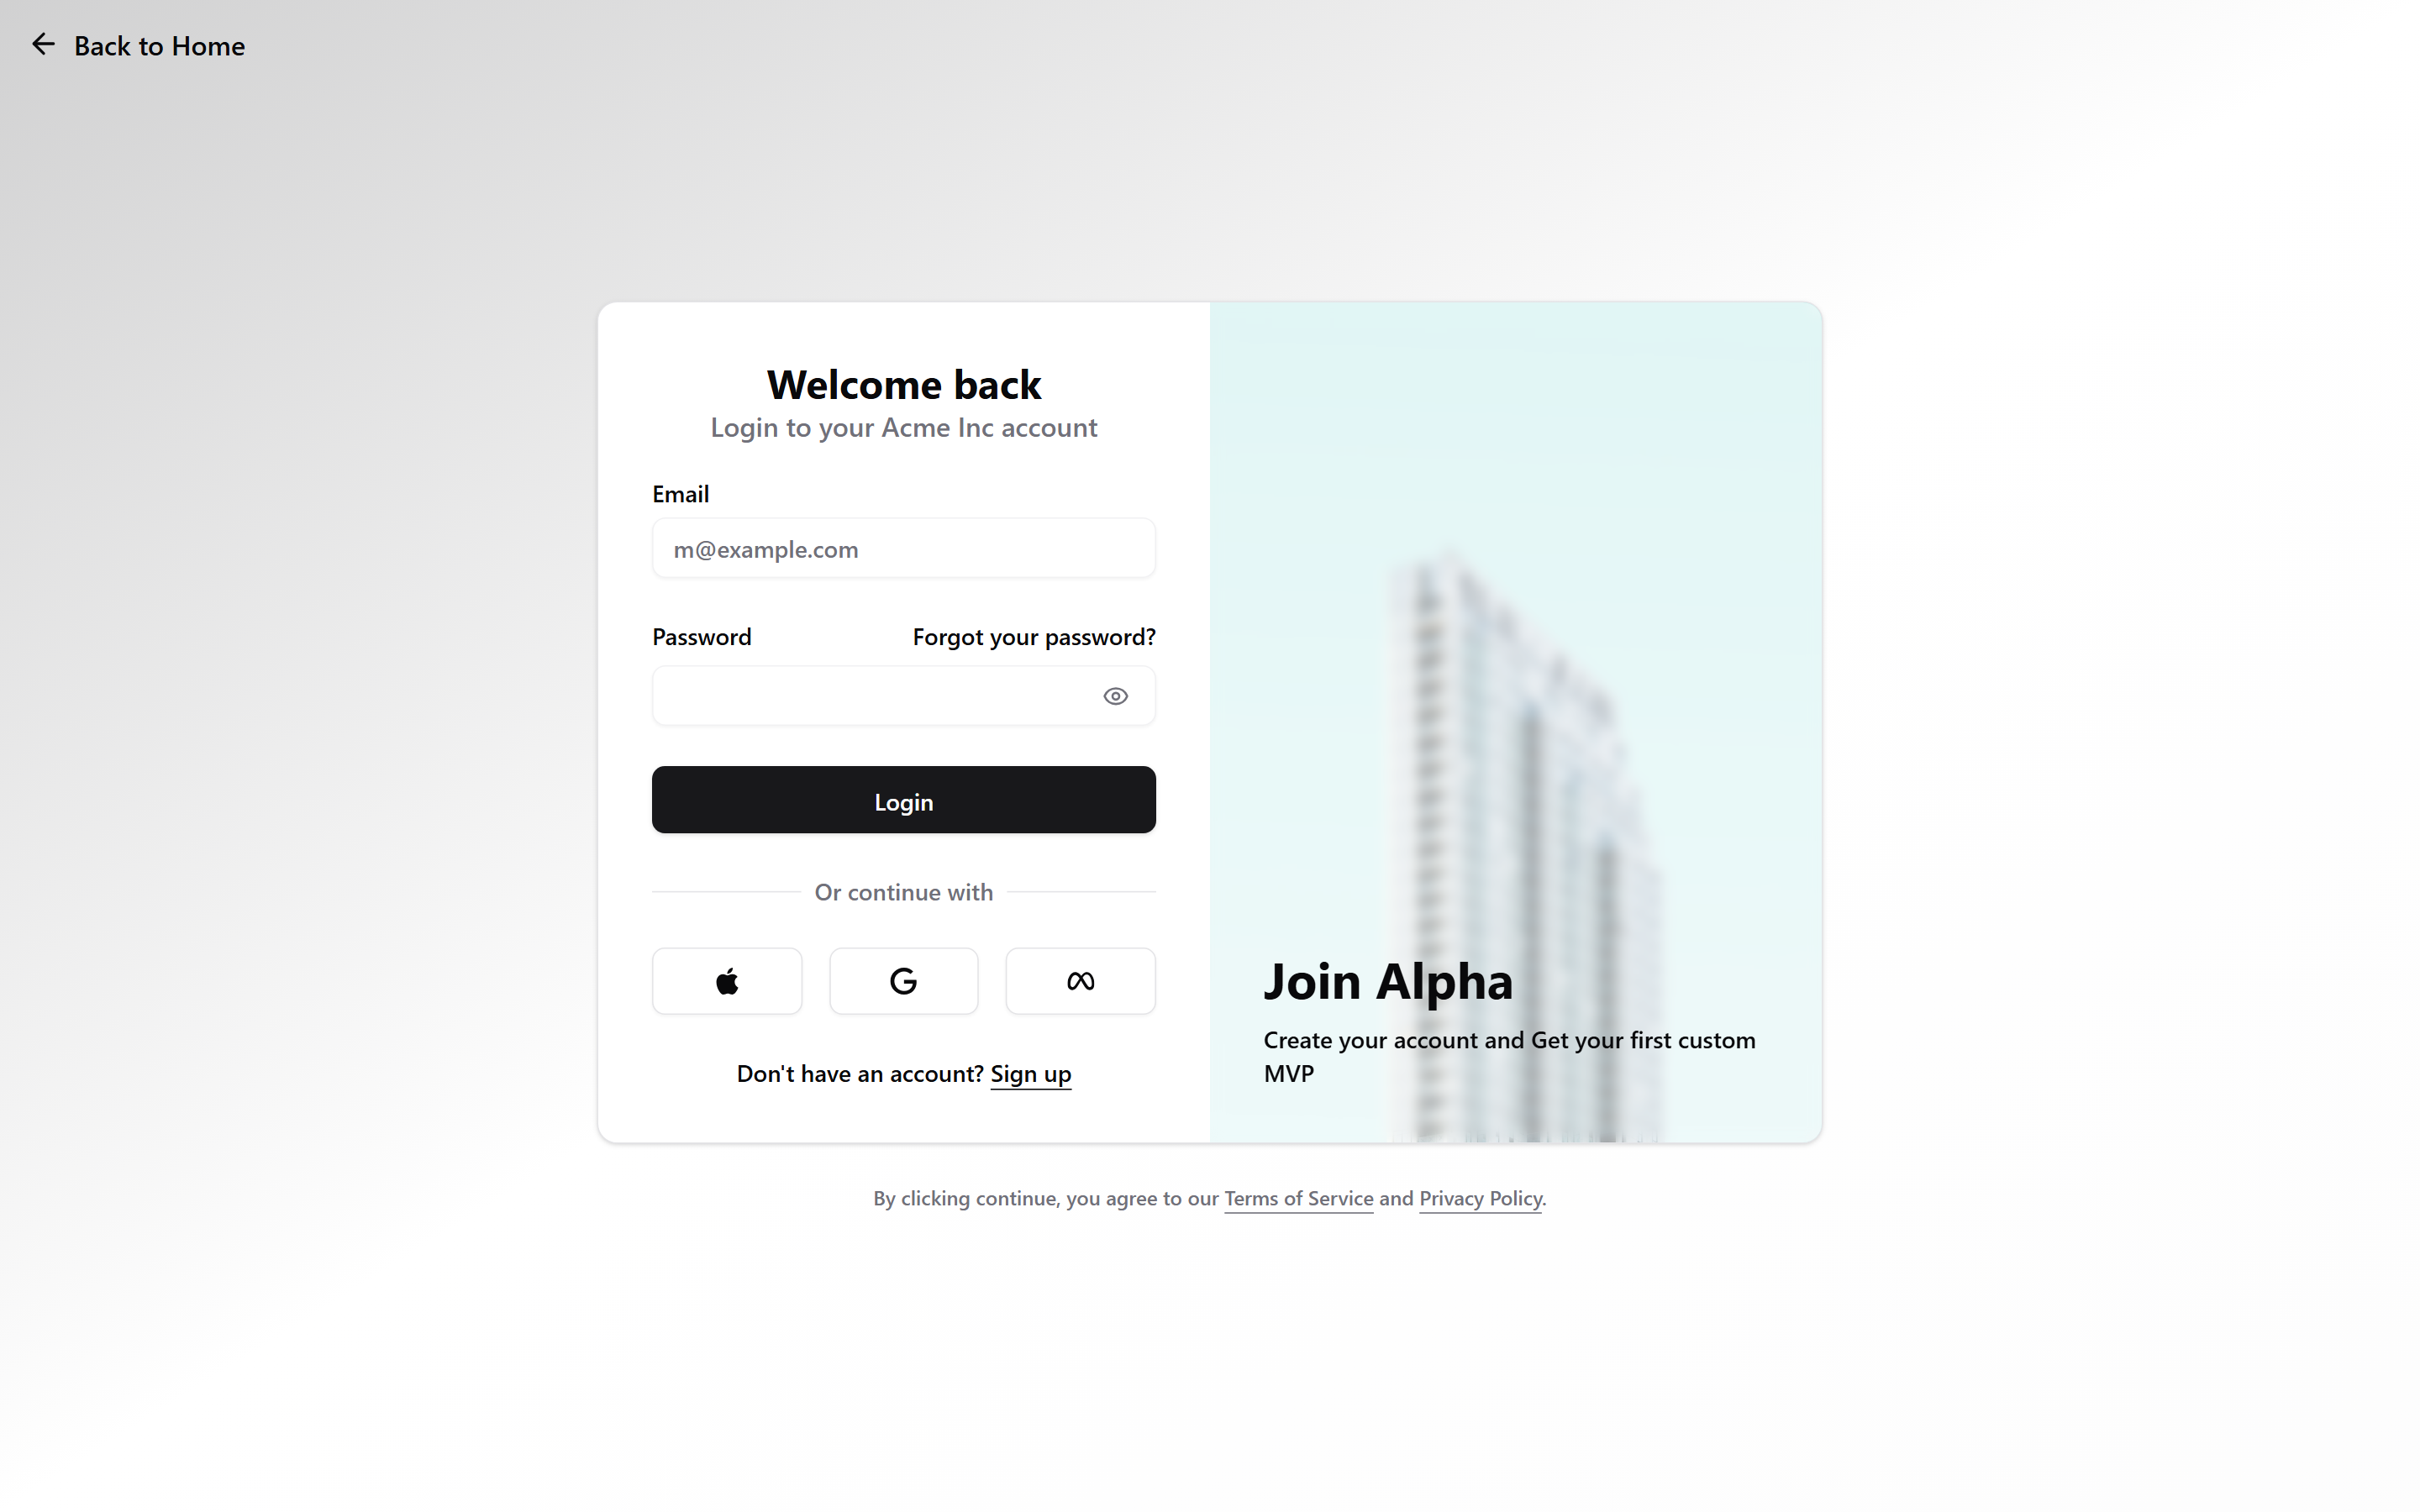 Back to Home
Welcome back
Login to your Acme Inc account
Email
m@example.com
Password
Forgot your password?
Login
Or continue with
Don't have an account? Sign up
Join Alpha
Create your account and Get your first custom
MVP
By clicking continue, you agree to our Terms of Service and Privacy Policy.